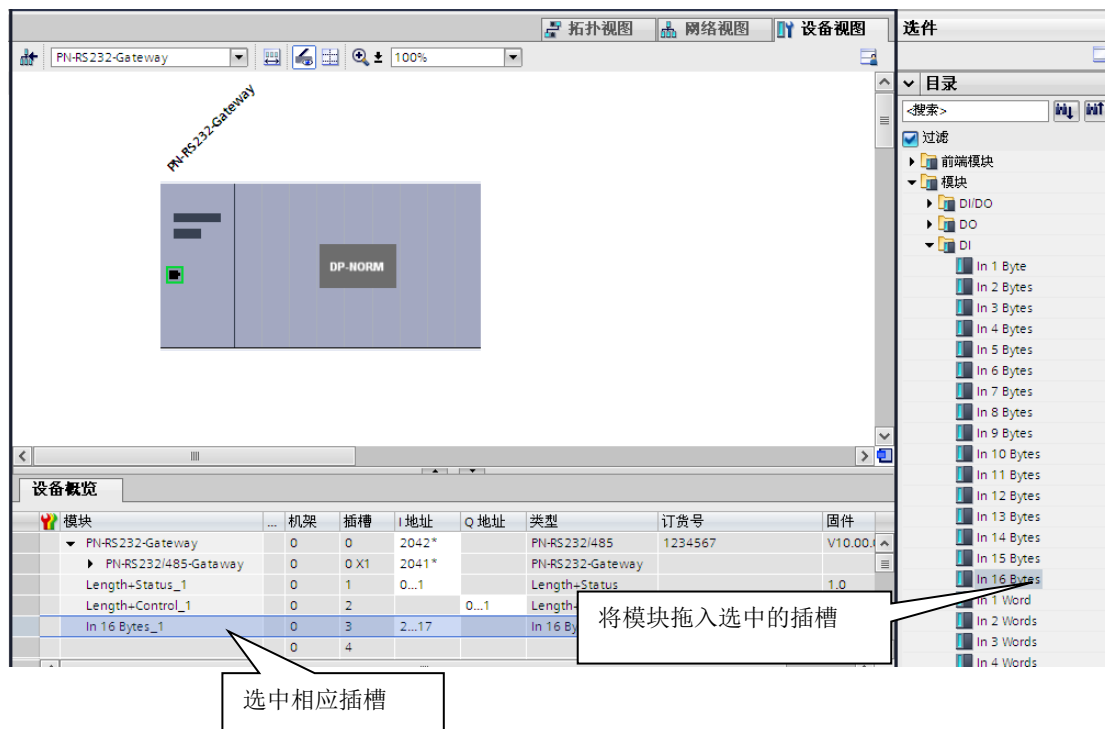 拓扑视图 网络视图 设备视图
PN-RS232-Gateway 100%
PN-RS232-Gateway
DP-NORM
设备概览
模块 ... 机架 插槽 I 地址 Q 地址 类型 订货号 固件
PN-RS232-Gateway 0 0 2042* PN-RS232/485 1234567 V10.00.
PN-RS232/485-Gataway 0 0 X1 2041* PN-RS232-Gateway
Length+Status_1 0 1 0...1 Length+Status 1.0
Length+Control_1 0 2 0...1 Length+
In 16 Bytes_1 0 3 2...17 In 16 By
0 4
选中相应插槽
将模块拖入选中的插槽
选件
目录
<搜索>
过滤
前端模块
模块
DI/DO
DO
DI
In 1 Byte
In 2 Bytes
In 3 Bytes
In 4 Bytes
In 5 Bytes
In 6 Bytes
In 7 Bytes
In 8 Bytes
In 9 Bytes
In 10 Bytes
In 11 Bytes
In 12 Bytes
In 13 Bytes
In 14 Bytes
In 15 Bytes
In 16 Bytes
In 1 Word
In 2 Words
In 3 Words
In 4 Words